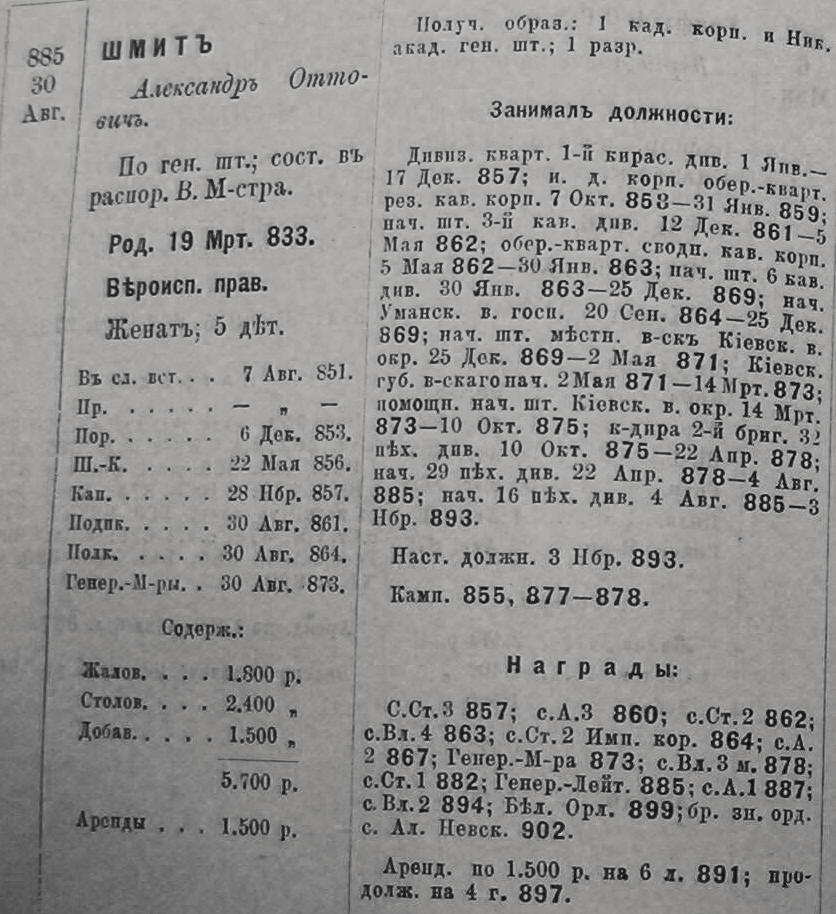 885
30
Авг.
ШМИТЪ
Александръ Отто-
вичъ.
По ген. шт.; сост. въ
распор. В. М-стра.
Род. 19 Мрт. 833.
Вѣроисп. прав.
Женатъ; 5 дѣт.
Въ сл. вст. . . 7 Авг. 851.
Пр. . . . . . — „ —
Пор. . . . . . 6 Дек. 853.
Ш.-К. . . . . 22 Мая 856.
Кап. . . . . . 28 Нбр. 857.
Подпк. . . . . 30 Авг. 861.
Полк. . . . . 30 Авг. 864.
Генер.-М-ры. . 30 Авг. 873.
Содерж.:
Жалов. . . . 1.800 р.
Столов. . . . 2.400 „
Добав. . . . . 1.500 „
5.700 р.
Аренды . . . 1.500 р.
Получ. образ.: 1 кад. корп. и Ник.
акад. ген. шт.; 1 разр.
Занималъ должности:
Дивиз. кварт. 1-й кирас. див. 1 Янв.—
17 Дек. 857; и. д. корп. обер.-кварт.
рез. кав. корп. 7 Окт. 858—31 Янв. 859;
нач. шт. 3-й кав. див. 12 Дек. 861—5
Мая 862; обер.-кварт. сводн. кав. корп.
5 Мая 862—30 Янв. 863; нач. шт. 6 кав.
див. 30 Янв. 863—25 Дек. 869; нач.
Уманск. в. госп. 20 Сен. 864—25 Дек.
869; нач. шт. мѣстн. в-скъ Кіевск. в.
окр. 25 Дек. 869—2 Мая 871; Кіевск.
губ. в-скаго нач. 2 Мая 871—14 Мрт. 873;
помощн. нач. шт. Кіевск. в. окр. 14 Мрт.
873—10 Окт. 875; к-дира 2-й бриг. 32
пѣх. див. 10 Окт. 875—22 Апр. 878;
нач. 29 пѣх. див. 22 Апр. 878—4 Авг.
885; нач. 16 пѣх. див. 4 Авг. 885—3
Нбр. 893.
Наст. должн. 3 Нбр. 893.
Камп. 855, 877—878.
Награды:
С.Ст.3 857; с.А.3 860; с.Ст.2 862;
с.Вл.4 863; с.Ст.2 Имп. кор. 864; с.А.
2 867; Генер.-М-ра 873; с.Вл.3 м. 878;
с.Ст.1 882; Генер.-Лейт. 885; с.А.1 887;
с.Вл.2 894; Бѣл. Орл. 899; бр. зн. орд.
с. Ал. Невск. 902.
Аренд. по 1.500 р. на 6 л. 891; про-
долж. на 4 г. 897.